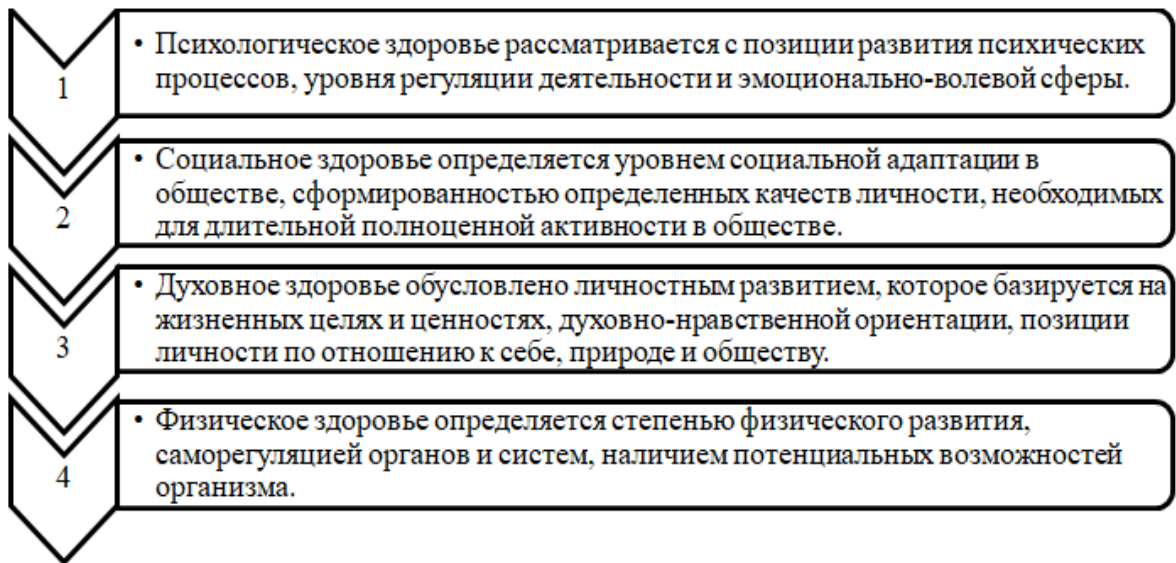 1
• Психологическое здоровье рассматривается с позиции развития психических
процессов, уровня регуляции деятельности и эмоционально-волевой сферы.
2
• Социальное здоровье определяется уровнем социальной адаптации в
обществе, сформированностью определенных качеств личности, необходимых
для длительной полноценной активности в обществе.
3
• Духовное здоровье обусловлено личностным развитием, которое базируется на
жизненных целях и ценностях, духовно-нравственной ориентации, позиции
личности по отношению к себе, природе и обществу.
4
• Физическое здоровье определяется степенью физического развития,
саморегуляцией органов и систем, наличием потенциальных возможностей
организма.